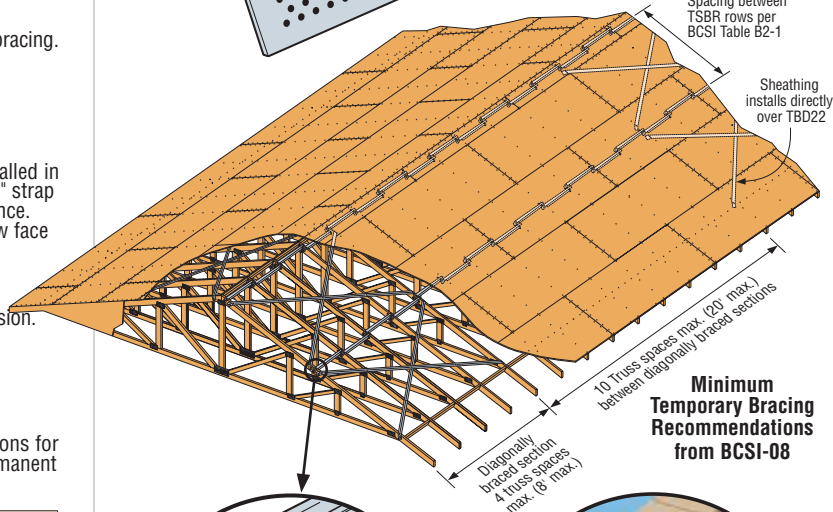 bracing.
alled in
" strap
nce.
w face
sion.
ons for
manent
Spacing between
TSBR rows per
BCSI Table B2-1
Sheathing
installs directly
over TBD22
10 Truss spaces max. (20' max.)
between diagonally braced sections
Diagonally
braced section
4 truss spaces
max. (8' max.)
Minimum
Temporary Bracing
Recommendations
from BCSI-08